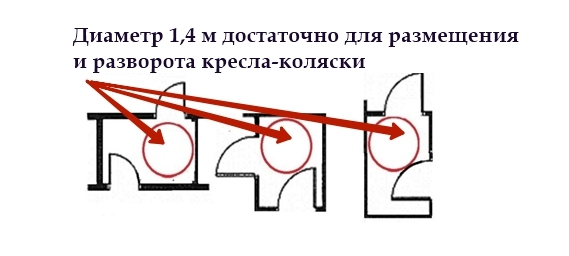 Диаметр 1,4 м достаточно для размещения
и разворота кресла-коляски